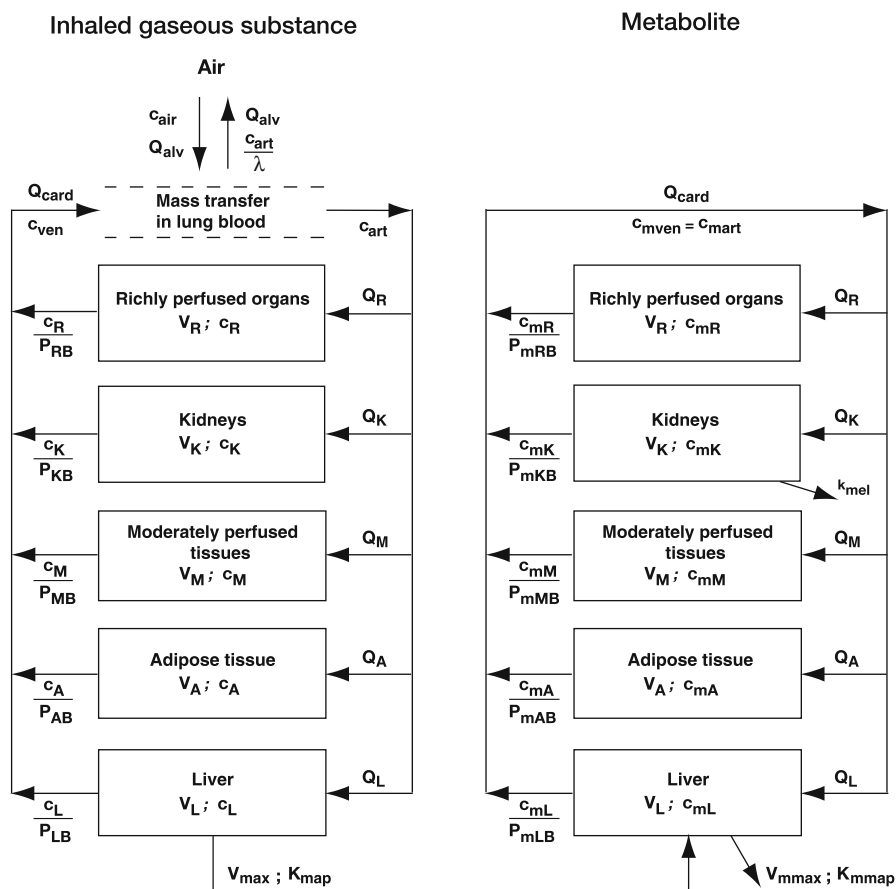 Inhaled gaseous substance
Air
c_air
Q_alv
Q_alv
c_art
λ
Q_card
c_ven
Mass transfer
in lung blood
c_art
Richly perfused organs
V_R ; c_R
Q_R
c_R
P_RB
Kidneys
V_K ; c_K
Q_K
c_K
P_KB
Moderately perfused
tissues
V_M ; c_M
Q_M
c_M
P_MB
Adipose tissue
V_A ; c_A
Q_A
c_A
P_AB
Liver
V_L ; c_L
Q_L
c_L
P_LB
V_max ; K_map
Metabolite
Q_card
c_mven = c_mart
Richly perfused organs
V_R ; c_mR
Q_R
c_mR
P_mRB
Kidneys
V_K ; c_mK
Q_K
c_mK
P_mKB
k_mel
Moderately perfused
tissues
V_M ; c_mM
Q_M
c_mM
P_mMB
Adipose tissue
V_A ; c_mA
Q_A
c_mA
P_mAB
Liver
V_L ; c_mL
Q_L
c_mL
P_mLB
V_mmax ; K_mmap